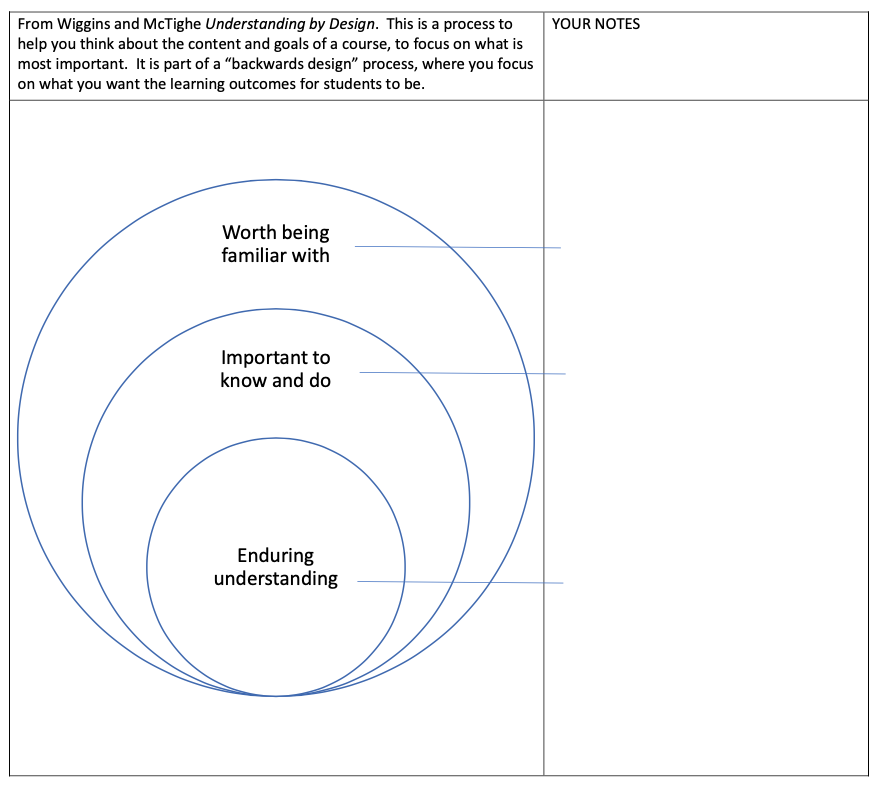 From Wiggins and McTighe Understanding by Design.  This is a process to
help you think about the content and goals of a course, to focus on what is
most important.  It is part of a “backwards design” process, where you focus
on what you want the learning outcomes for students to be.
YOUR NOTES
Worth being
familiar with
Important to
know and do
Enduring
understanding